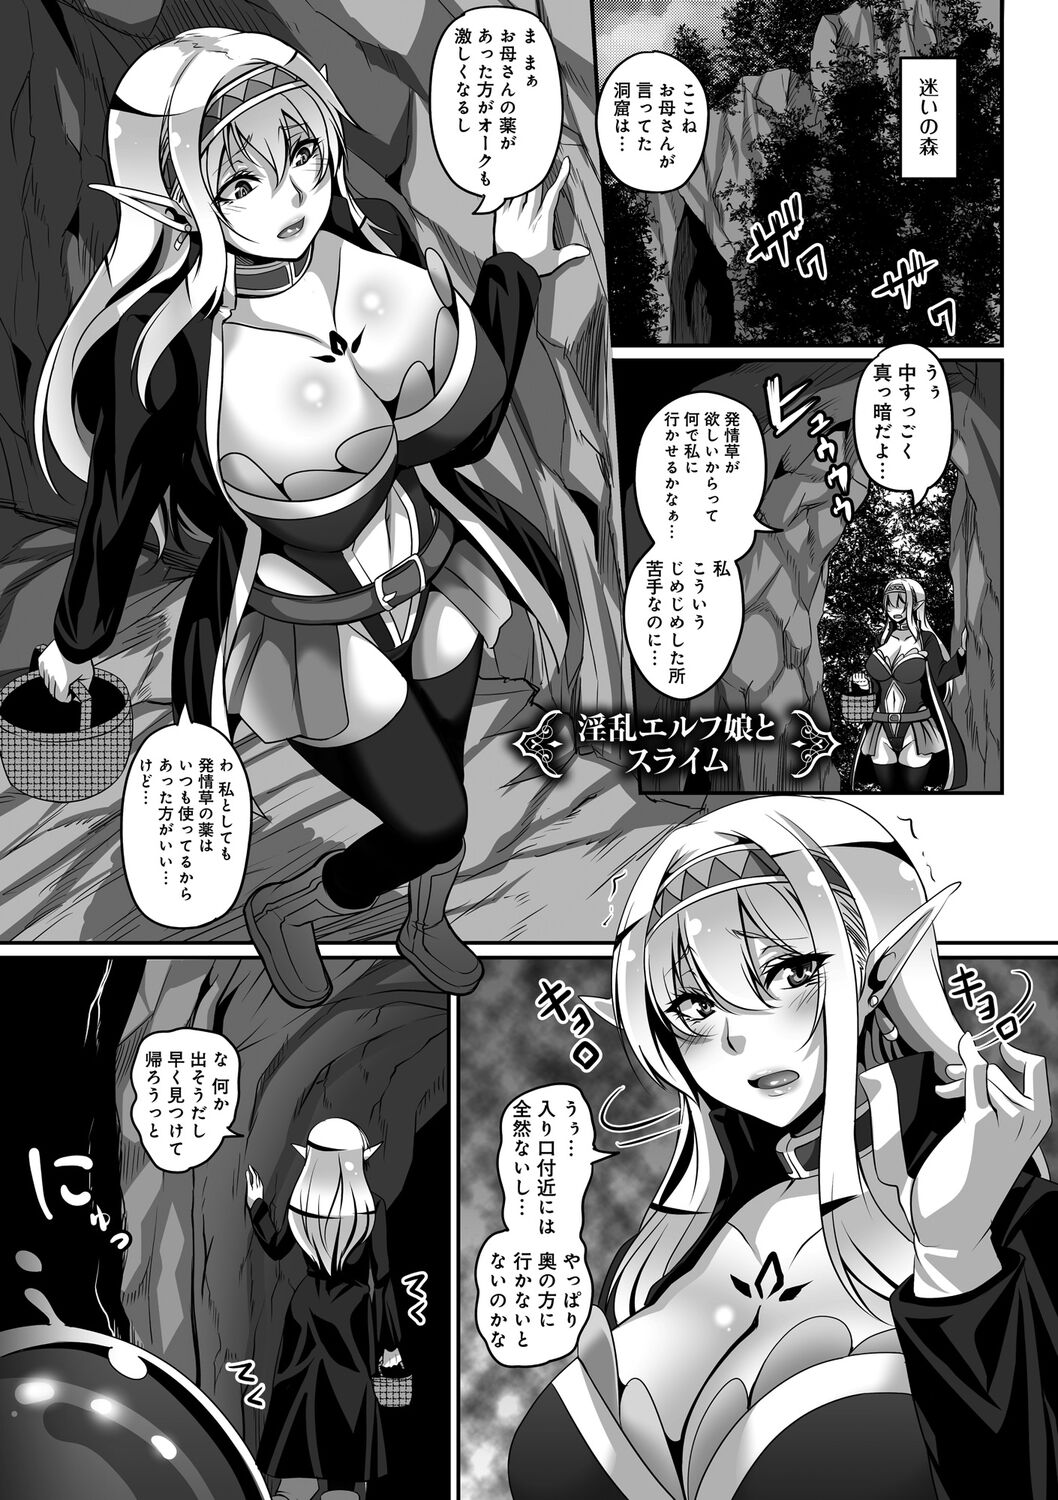 迷いの森
ここね
お母さんが
言ってた
洞窟は…
ザザッ
ワ
ザワ
うぅ
中すっごく
真っ暗だよ…
ヒュウゥゥ
発情草が
欲しいからって
何で私に
行かせるかなぁ…
私
こういう
じめじめした所
苦手なのに…
淫乱エルフ娘と
スライム
ま まぁ
お母さんの薬が
あった方がオークも
激しくなるし
わ 私としても
発情草の薬は
いつも使ってるから
あった方がいい…
けど…
キョロ
キョロ
うぅ…
入り口付近には
全然ないし…
やっぱり
奥の方に
行かないと
ないのかな
な 何か
出そうだし
早く見つけて
帰ろうっと
てく
てく
にゅっ